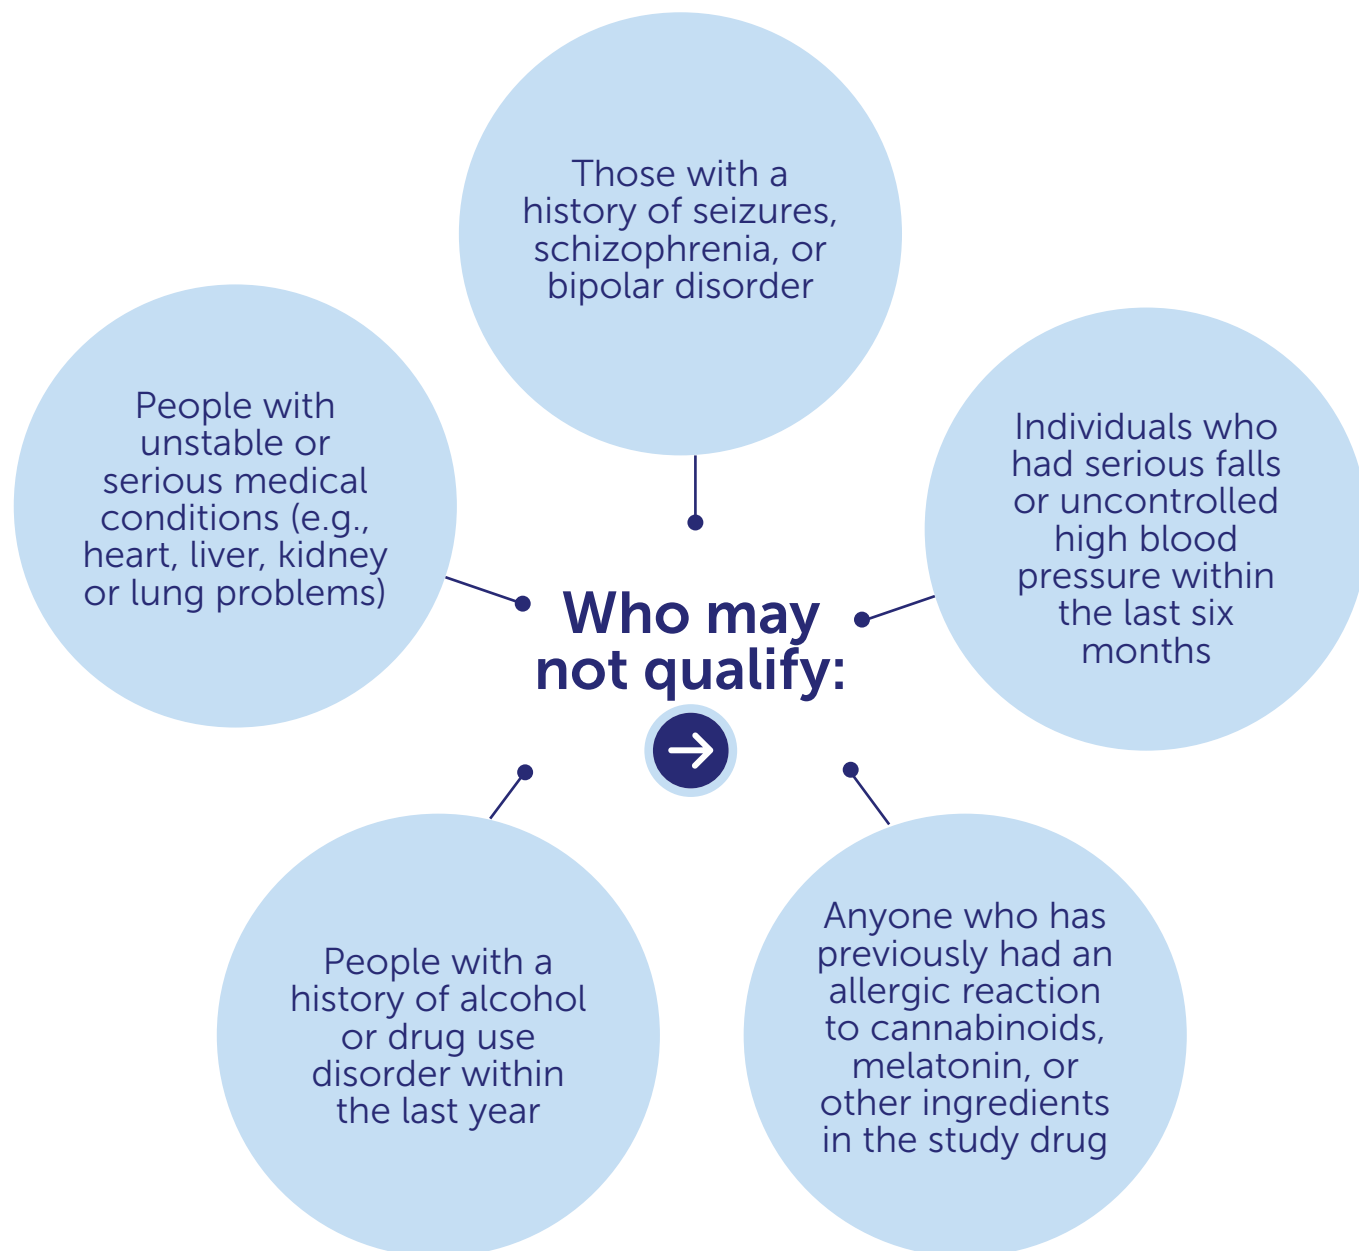 Those with a
history of seizures,
schizophrenia, or
bipolar disorder
People with
unstable or
serious medical
conditions (e.g.,
heart, liver, kidney
or lung problems)
Individuals who
had serious falls
or uncontrolled
high blood
pressure within
the last six
months
Who may
not qualify:
People with a
history of alcohol
or drug use
disorder within
the last year
Anyone who has
previously had an
allergic reaction
to cannabinoids,
melatonin, or
other ingredients
in the study drug